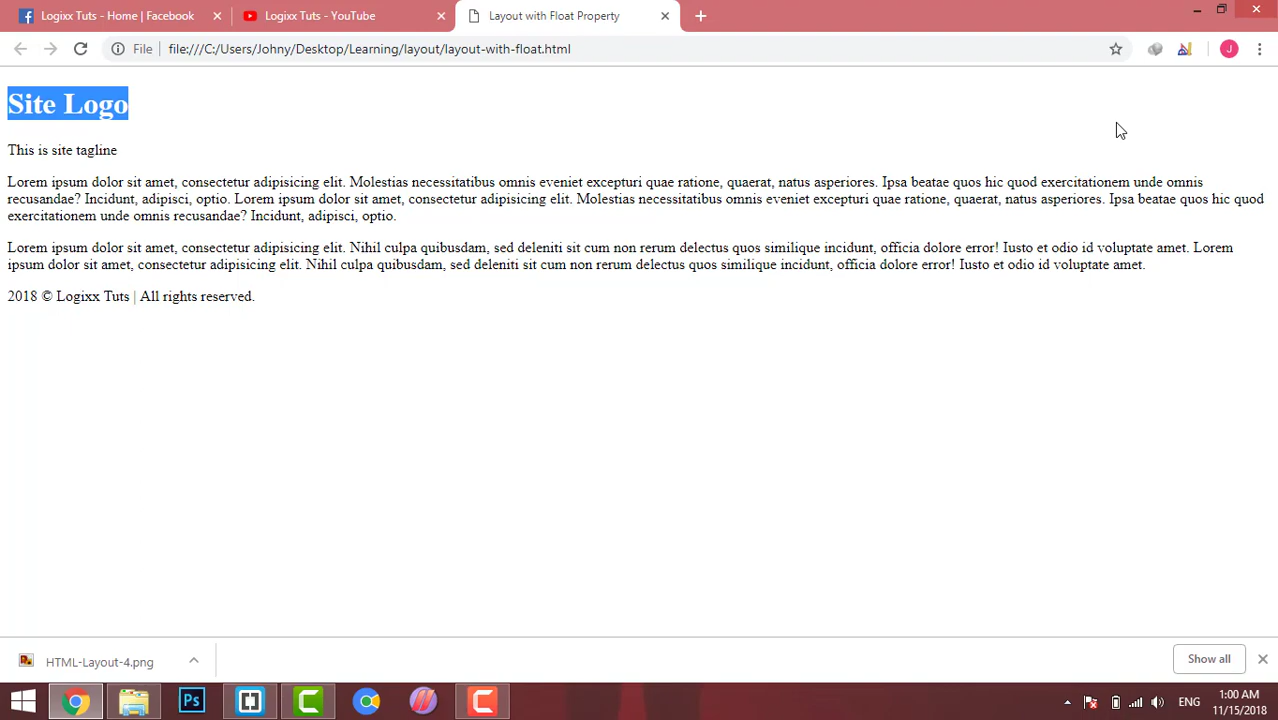 Logixx Tuts - Home | Facebook
Logixx Tuts - YouTube
Layout with Float Property
File
file:///C:/Users/Johny/Desktop/Learning/layout/layout-with-float.html
J
Site Logo
This is site tagline
Lorem ipsum dolor sit amet, consectetur adipisicing elit. Molestias necessitatibus omnis eveniet excepturi quae ratione, quaerat, natus asperiores. Ipsa beatae quos hic quod exercitationem unde omnis
recusandae? Incidunt, adipisci, optio. Lorem ipsum dolor sit amet, consectetur adipisicing elit. Molestias necessitatibus omnis eveniet excepturi quae ratione, quaerat, natus asperiores. Ipsa beatae quos hic quod
exercitationem unde omnis recusandae? Incidunt, adipisci, optio.
Lorem ipsum dolor sit amet, consectetur adipisicing elit. Nihil culpa quibusdam, sed deleniti sit cum non rerum delectus quos similique incidunt, officia dolore error! Iusto et odio id voluptate amet. Lorem
ipsum dolor sit amet, consectetur adipisicing elit. Nihil culpa quibusdam, sed deleniti sit cum non rerum delectus quos similique incidunt, officia dolore error! Iusto et odio id voluptate amet.
2018 © Logixx Tuts | All rights reserved.
HTML-Layout-4.png
Show all
Ps
ENG
1:00 AM
11/15/2018